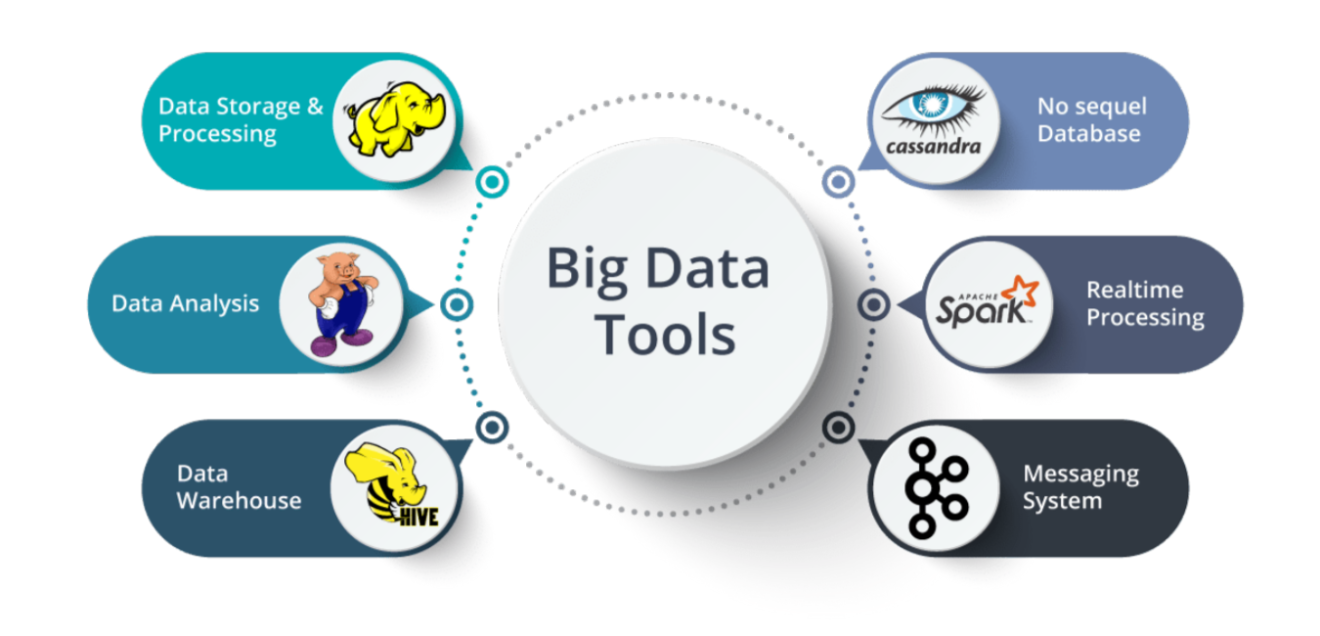 Data Storage &
Processing
Data Analysis
Data
Warehouse
HIVE
Big Data
Tools
cassandra
No sequel
Database
APACHE
Spark
Realtime
Processing
Messaging
System